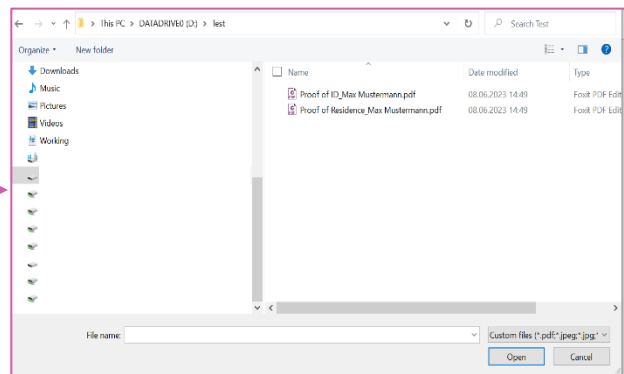 This PC > DATADRIVE0 (D:) > Test
Search Test
Organize
New folder
Downloads
Music
Pictures
Videos
Working
Name
Date modified
Type
Proof of ID_Max Mustermann.pdf
08.06.2023 14:49
Foxit PDF Edit
Proof of Residence_Max Mustermann.pdf
08.06.2023 14:49
Foxit PDF Edit
File name:
Custom files (*.pdf;*.jpeg;*.jpg;*
Open
Cancel